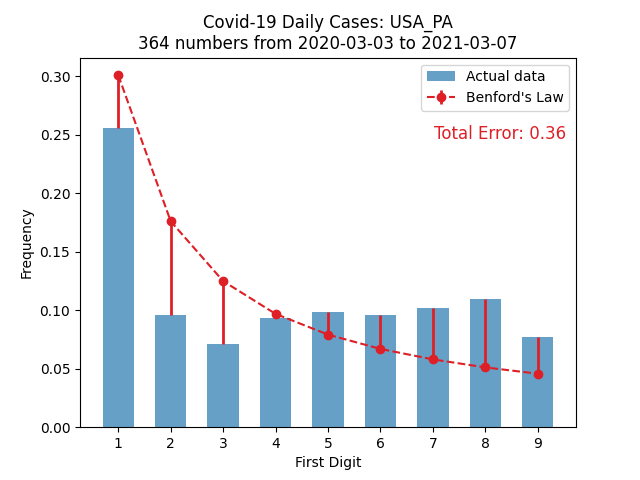 Covid-19 Daily Cases: USA_PA
364 numbers from 2020-03-03 to 2021-03-07
Actual data
Benford's Law
Total Error: 0.36
Frequency
0.30
0.25
0.20
0.15
0.10
0.05
0.00
1 2 3 4 5 6 7 8 9
First Digit